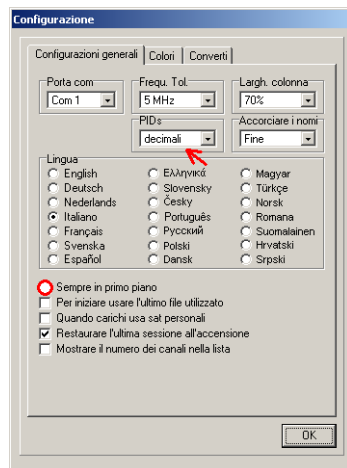 Configurazione
Configurazioni generali Colori Converti
Porta com Frequ. Tol. Largh. colonna
Com 1 5 MHz 70%
PIDs Accorciare i nomi
decimali Fine
Lingua
English Ελληνικά Magyar
Deutsch Slovensky Türkçe
Nederlands Česky Norsk
Italiano Português Romana
Français Русский Suomalainen
Svenska Polski Hrvatski
Español Dansk Srpski
Sempre in primo piano
Per iniziare usare l'ultimo file utilizzato
Quando carichi usa sat personali
Restaurare l'ultima sessione all'accensione
Mostrare il numero dei canali nella lista
OK